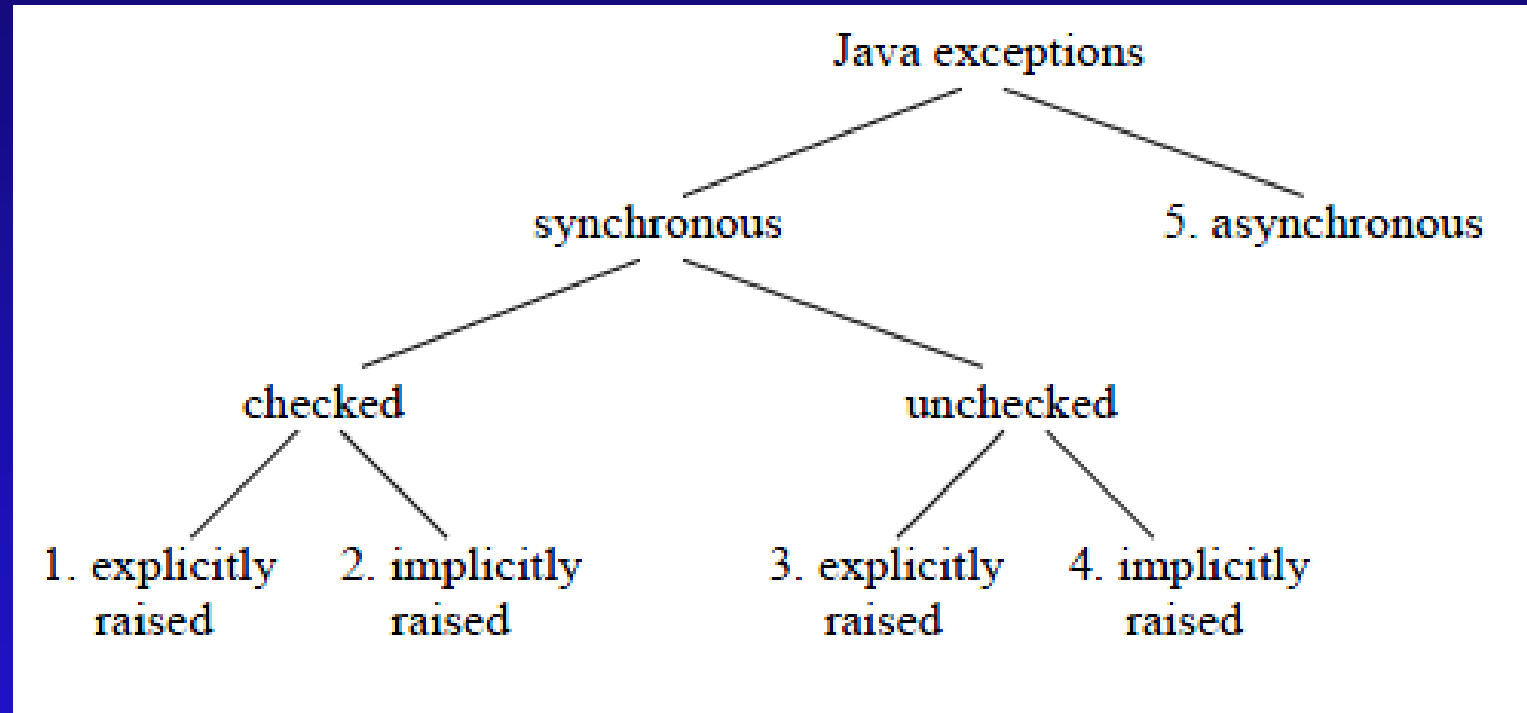 Java exceptions
synchronous
5. asynchronous
checked
unchecked
1. explicitly raised
2. implicitly raised
3. explicitly raised
4. implicitly raised